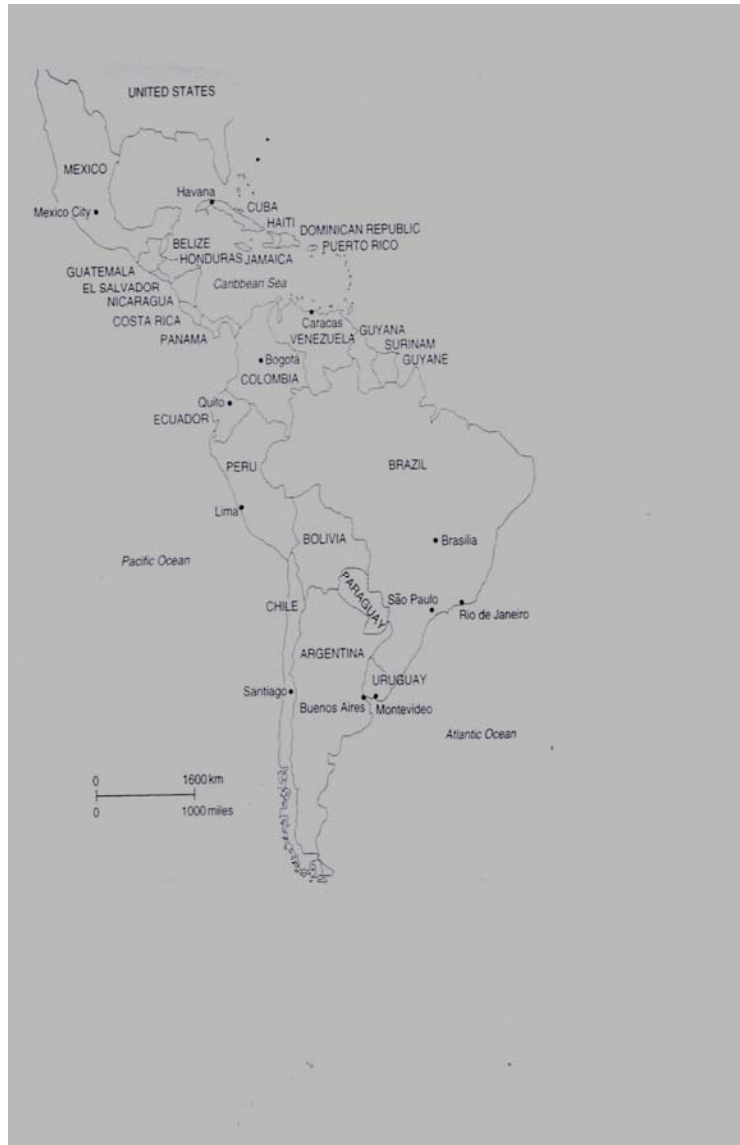 UNITED STATES
MEXICO
Havana
Mexico City
CUBA
HAITI
DOMINICAN REPUBLIC
PUERTO RICO
BELIZE
HONDURAS
JAMAICA
GUATEMALA
Caribbean Sea
EL SALVADOR
NICARAGUA
COSTA RICA
PANAMA
Caracas
VENEZUELA
GUYANA
SURINAM
GUYANE
Bogotá
COLOMBIA
Quito
ECUADOR
PERU
BRAZIL
Lima
BOLIVIA
Brasilia
Pacific Ocean
PARAGUAY
CHILE
São Paulo
Rio de Janeiro
ARGENTINA
URUGUAY
Santiago
Buenos Aires
Montevideo
Atlantic Ocean
0 1600 km
0 1000 miles